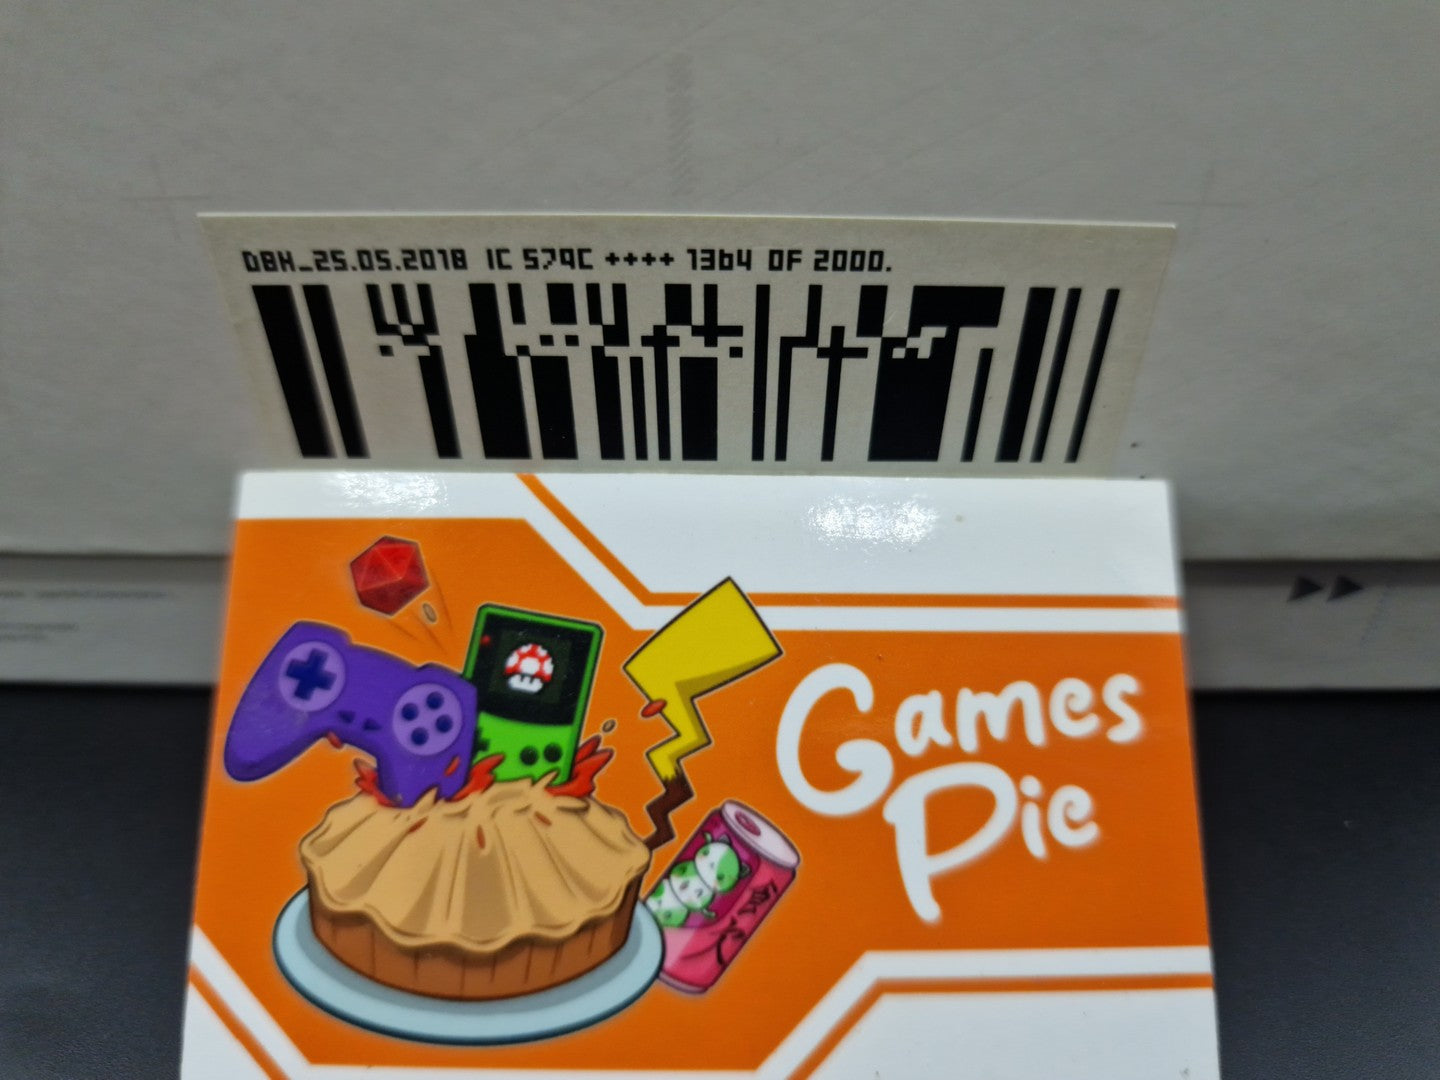 DBH_25.05.2018 IC 579C ++++ 1364 OF 2000.
Games
Pie